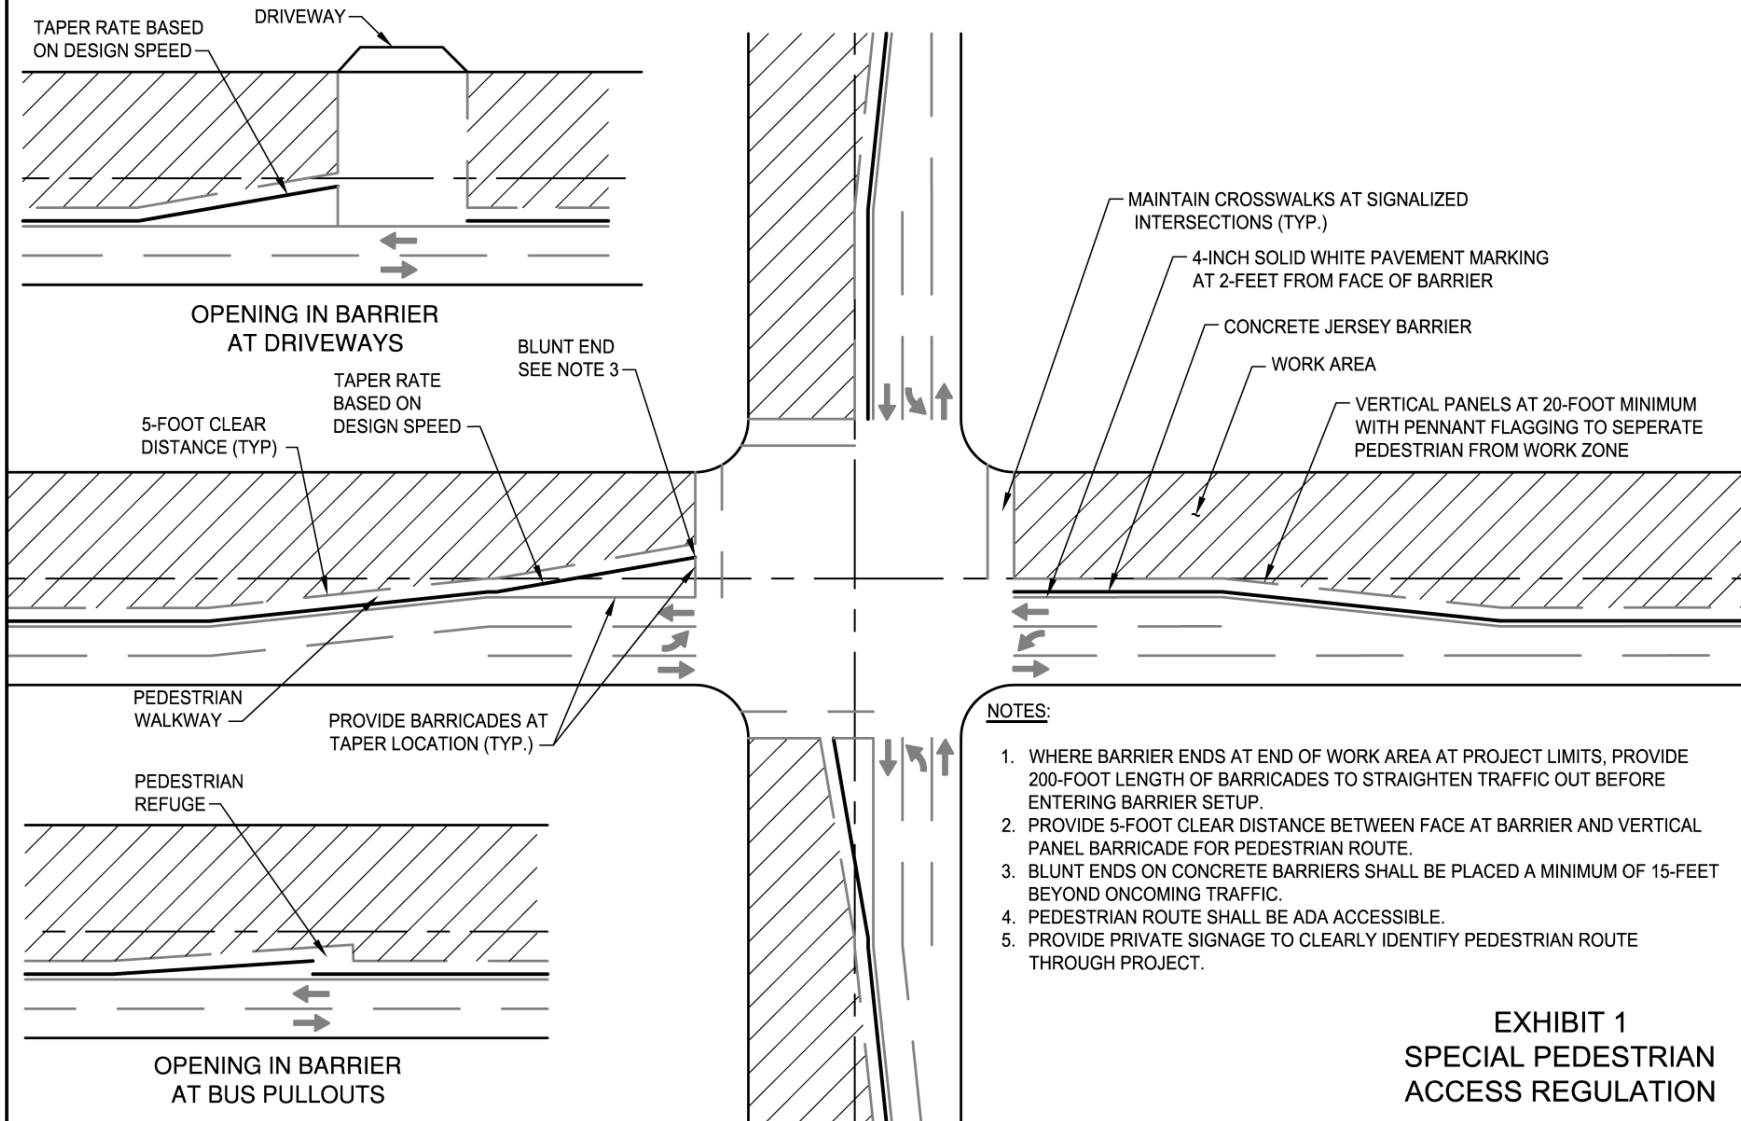 TAPER RATE BASED
ON DESIGN SPEED
DRIVEWAY
OPENING IN BARRIER
AT DRIVEWAYS
BLUNT END
SEE NOTE 3
TAPER RATE
BASED ON
DESIGN SPEED
5-FOOT CLEAR
DISTANCE (TYP)
MAINTAIN CROSSWALKS AT SIGNALIZED
INTERSECTIONS (TYP.)
4-INCH SOLID WHITE PAVEMENT MARKING
AT 2-FEET FROM FACE OF BARRIER
CONCRETE JERSEY BARRIER
WORK AREA
VERTICAL PANELS AT 20-FOOT MINIMUM
WITH PENNANT FLAGGING TO SEPERATE
PEDESTRIAN FROM WORK ZONE
PEDESTRIAN
WALKWAY
PROVIDE BARRICADES AT
TAPER LOCATION (TYP.)
PEDESTRIAN
REFUGE
OPENING IN BARRIER
AT BUS PULLOUTS
NOTES:
1. WHERE BARRIER ENDS AT END OF WORK AREA AT PROJECT LIMITS, PROVIDE
200-FOOT LENGTH OF BARRICADES TO STRAIGHTEN TRAFFIC OUT BEFORE
ENTERING BARRIER SETUP.
2. PROVIDE 5-FOOT CLEAR DISTANCE BETWEEN FACE AT BARRIER AND VERTICAL
PANEL BARRICADE FOR PEDESTRIAN ROUTE.
3. BLUNT ENDS ON CONCRETE BARRIERS SHALL BE PLACED A MINIMUM OF 15-FEET
BEYOND ONCOMING TRAFFIC.
4. PEDESTRIAN ROUTE SHALL BE ADA ACCESSIBLE.
5. PROVIDE PRIVATE SIGNAGE TO CLEARLY IDENTIFY PEDESTRIAN ROUTE
THROUGH PROJECT.
EXHIBIT 1
SPECIAL PEDESTRIAN
ACCESS REGULATION